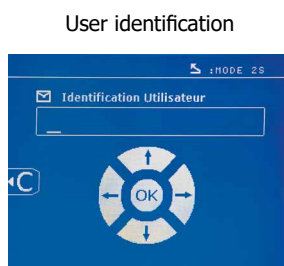 User identification
:MODE 2S
Identification Utilisateur
C
OK